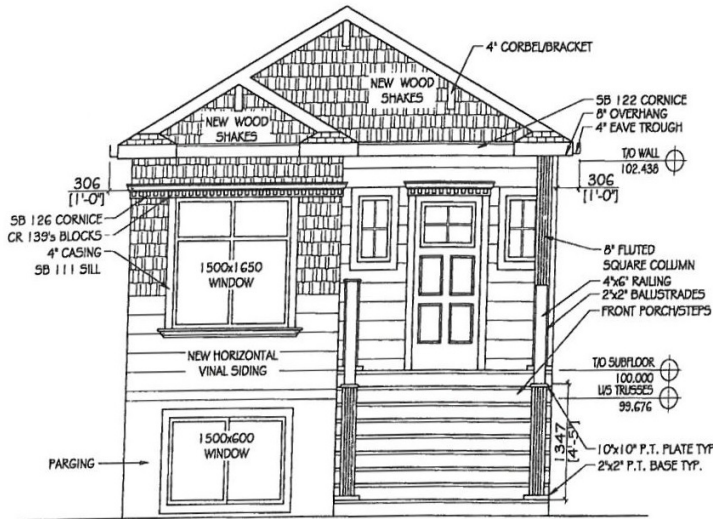 4" CORBEL/BRACKET
NEW WOOD
SHAKES
NEW WOOD
SHAKES
SB 122 CORNICE
8" OVERHANG
4" EAVE TROUGH
T/O WALL
102.438
306
[1'-0"]
306
[1'-0"]
SB 126 CORNICE
CR 139's BLOCKS
4" CASING
SB 111 SILL
1500x1650
WINDOW
8" FLUTED
SQUARE COLUMN
4"x6" RAILING
2"x2" BALUSTRADES
FRONT PORCH/STEPS
NEW HORIZONTAL
VINAL SIDING
T/O SUBFLOOR
100.000
U/S TRUSSES
99.676
1347
[4'-5"]
1500x600
WINDOW
PARGING
10"x10" P.T. PLATE TYP
2"x2" P.T. BASE TYP.